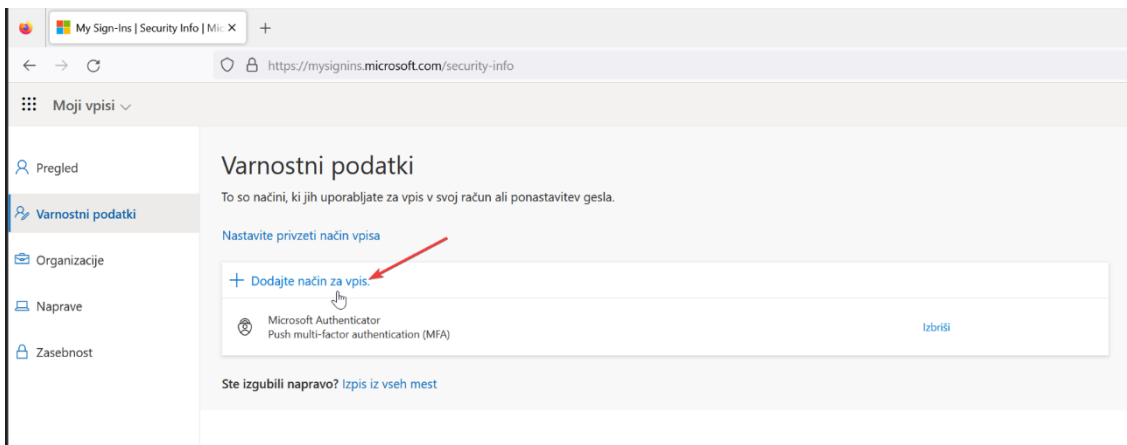 My Sign-Ins | Security Info | Mic
https://mysignins.microsoft.com/security-info
Moji vpisi
Pregled
Varnostni podatki
Organizacije
Naprave
Zasebnost
Varnostni podatki
To so načini, ki jih uporabljate za vpis v svoj račun ali ponastavitev gesla.
Nastavite privzeti način vpisa
+ Dodajte način za vpis.
Microsoft Authenticator
Push multi-factor authentication (MFA)
Izbriši
Ste izgubili napravo? Izpis iz vseh mest